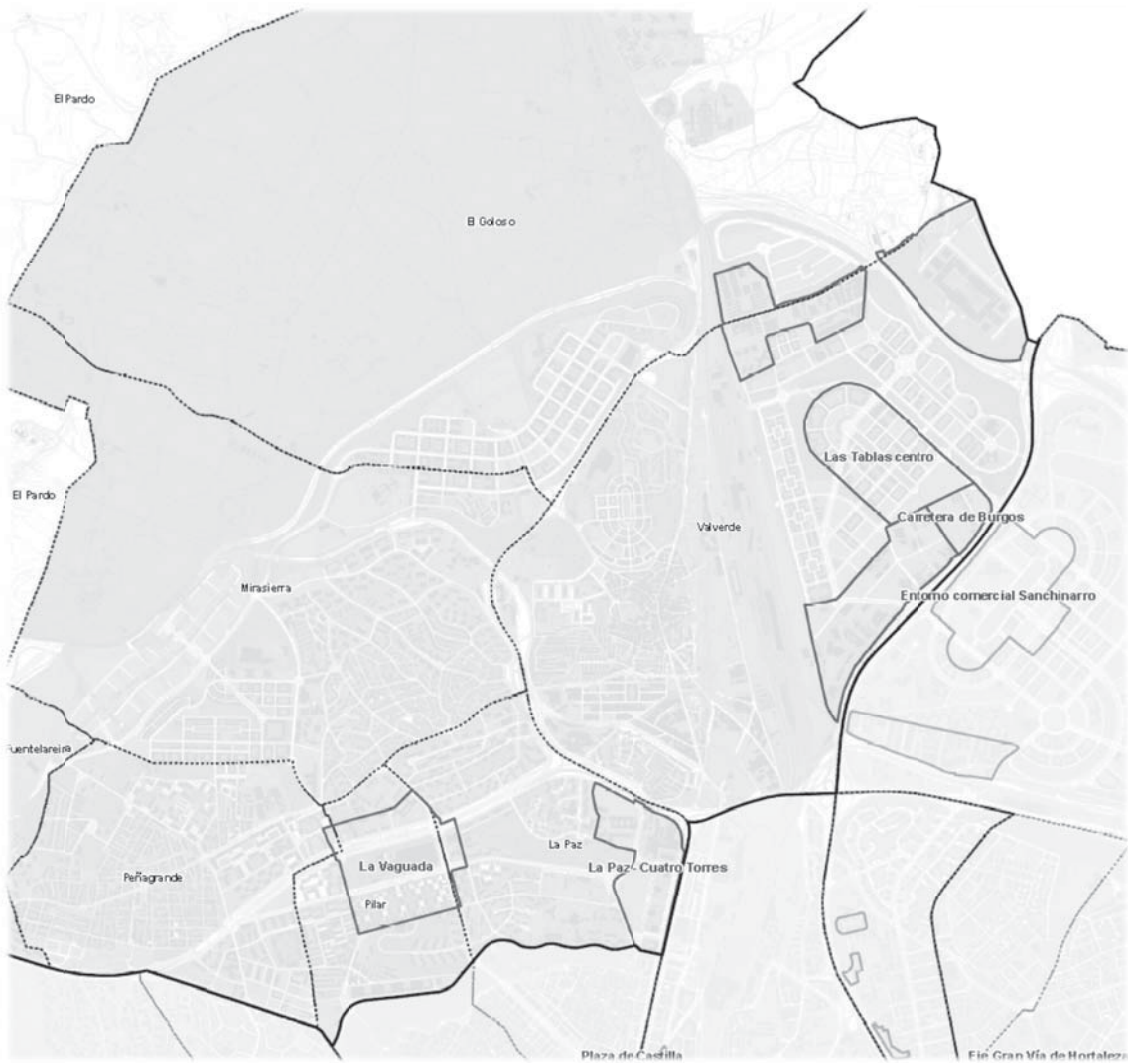 El Pardo
El Goloso
Las Tablas centro
El Pardo
Carretera de Burgos
Valverde
Mirasierra
Entorno comercial Sanchinarro
Fuentelareina
La Paz
La Vaguada
La Paz - Cuatro Torres
Peñagrande
Pilar
Plaza de Castilla
Eje Gran Vía de Hortaleza